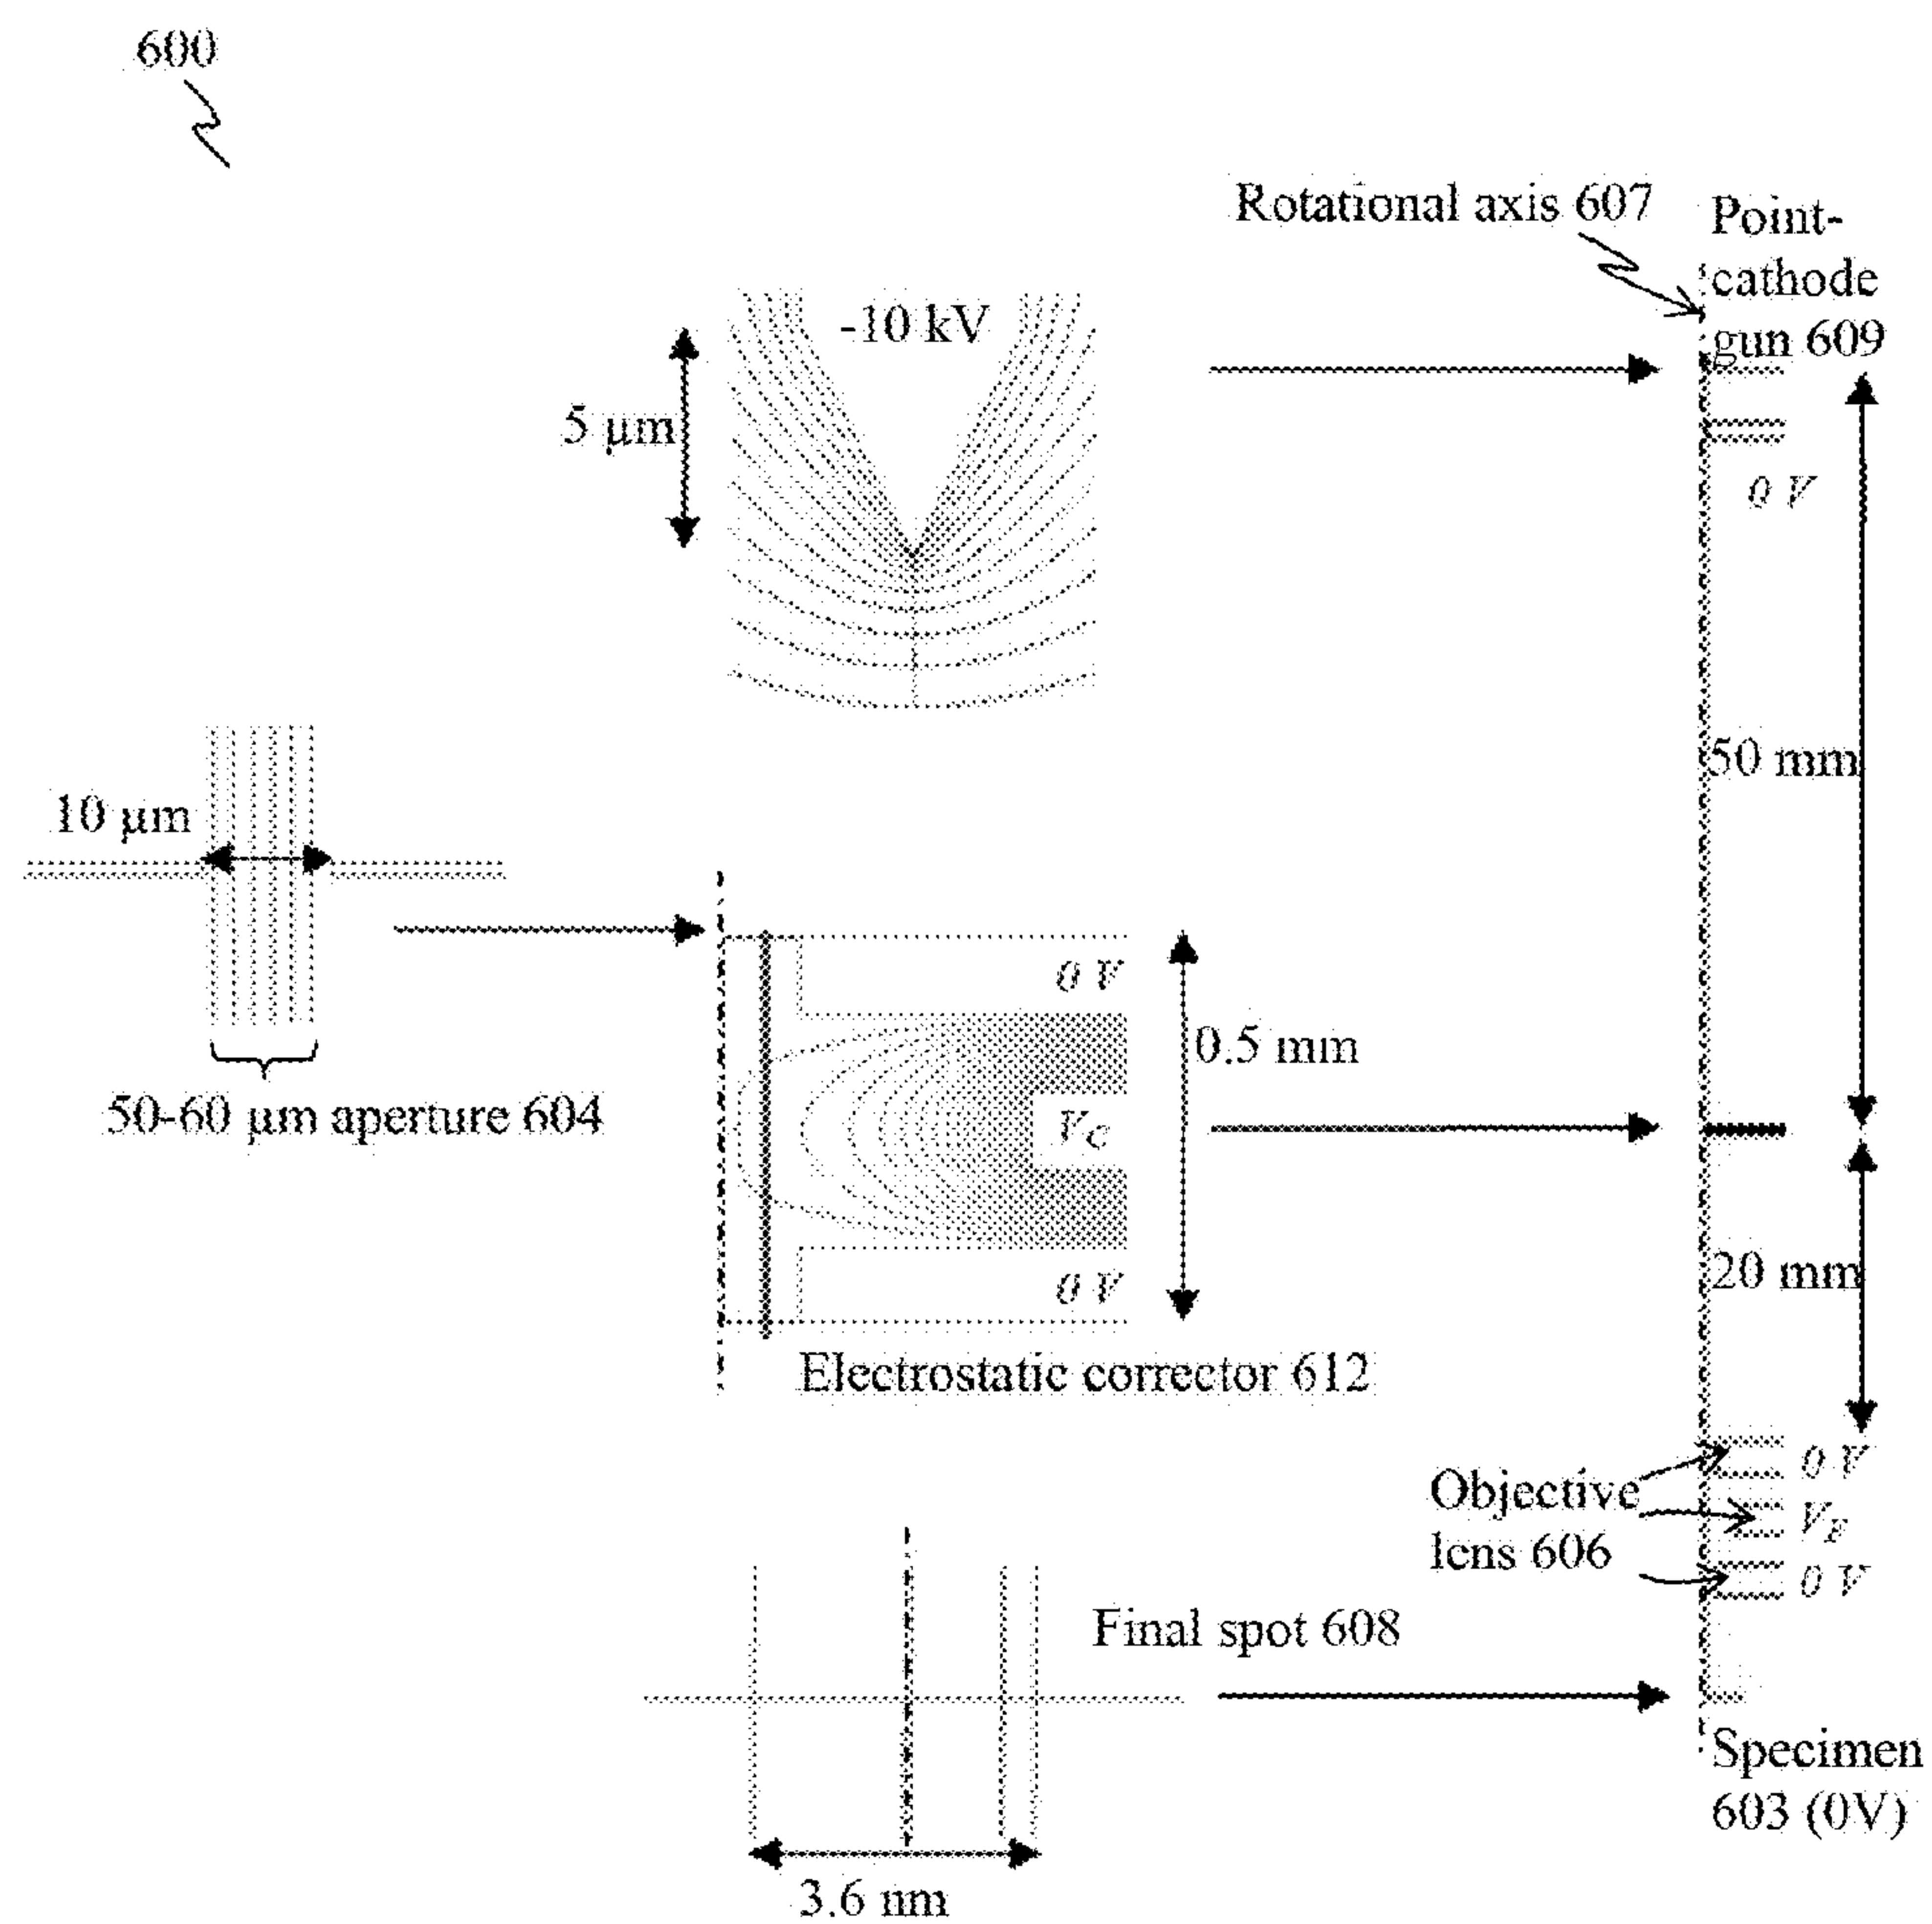 600
Rotational axis 607
Point-
cathode
gun 609
-10 kV
5 µm
0 V
50 mm
10 µm
0 V
0.5 mm
50-60 µm aperture 604
V_C
20 mm
0 V
Electrostatic corrector 612
0 V
Objective
lens 606
V_F
0 V
Final spot 608
Specimen
603 (0V)
3.6 nm